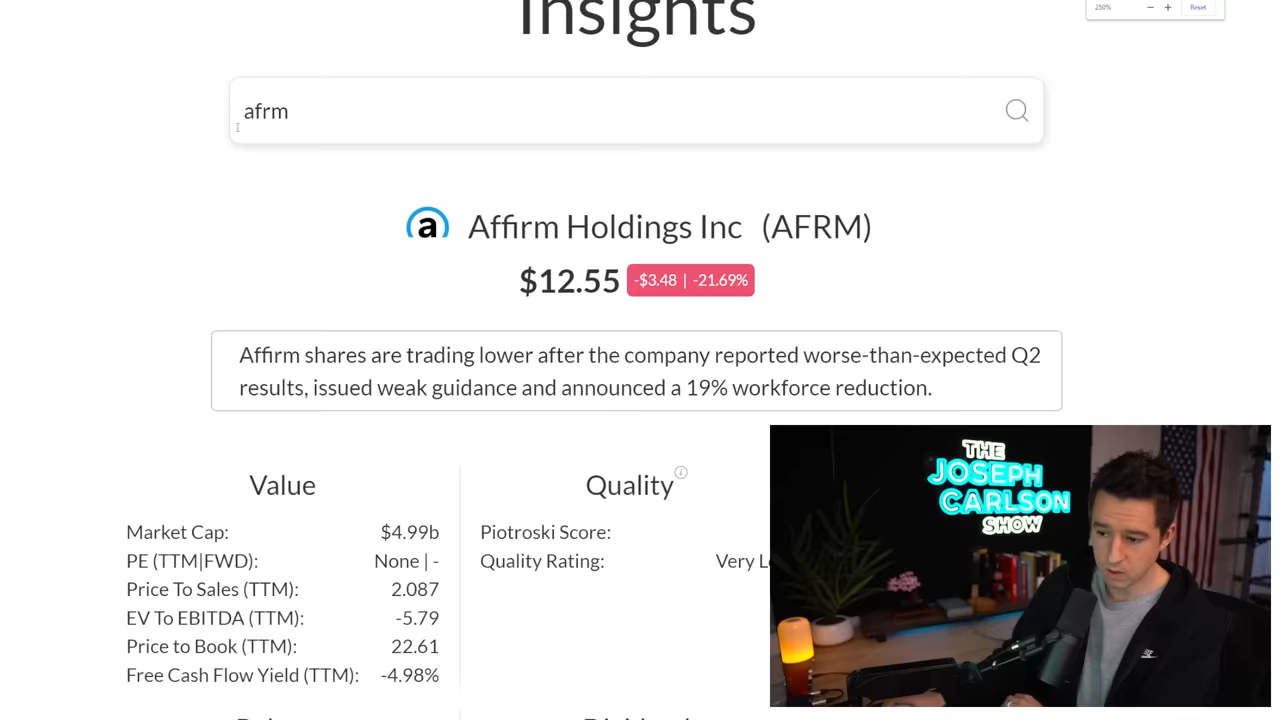 Insights
250%
Reset
afrm
a Affirm Holdings Inc (AFRM)
$12.55 -$3.48 | -21.69%
Affirm shares are trading lower after the company reported worse-than-expected Q2
results, issued weak guidance and announced a 19% workforce reduction.
Value
Market Cap: $4.99b
PE (TTM|FWD): None | -
Price To Sales (TTM): 2.087
EV To EBITDA (TTM): -5.79
Price to Book (TTM): 22.61
Free Cash Flow Yield (TTM): -4.98%
Quality
Piotroski Score:
Quality Rating: Very
THE
JOSEPH
CARLSON
SHOW